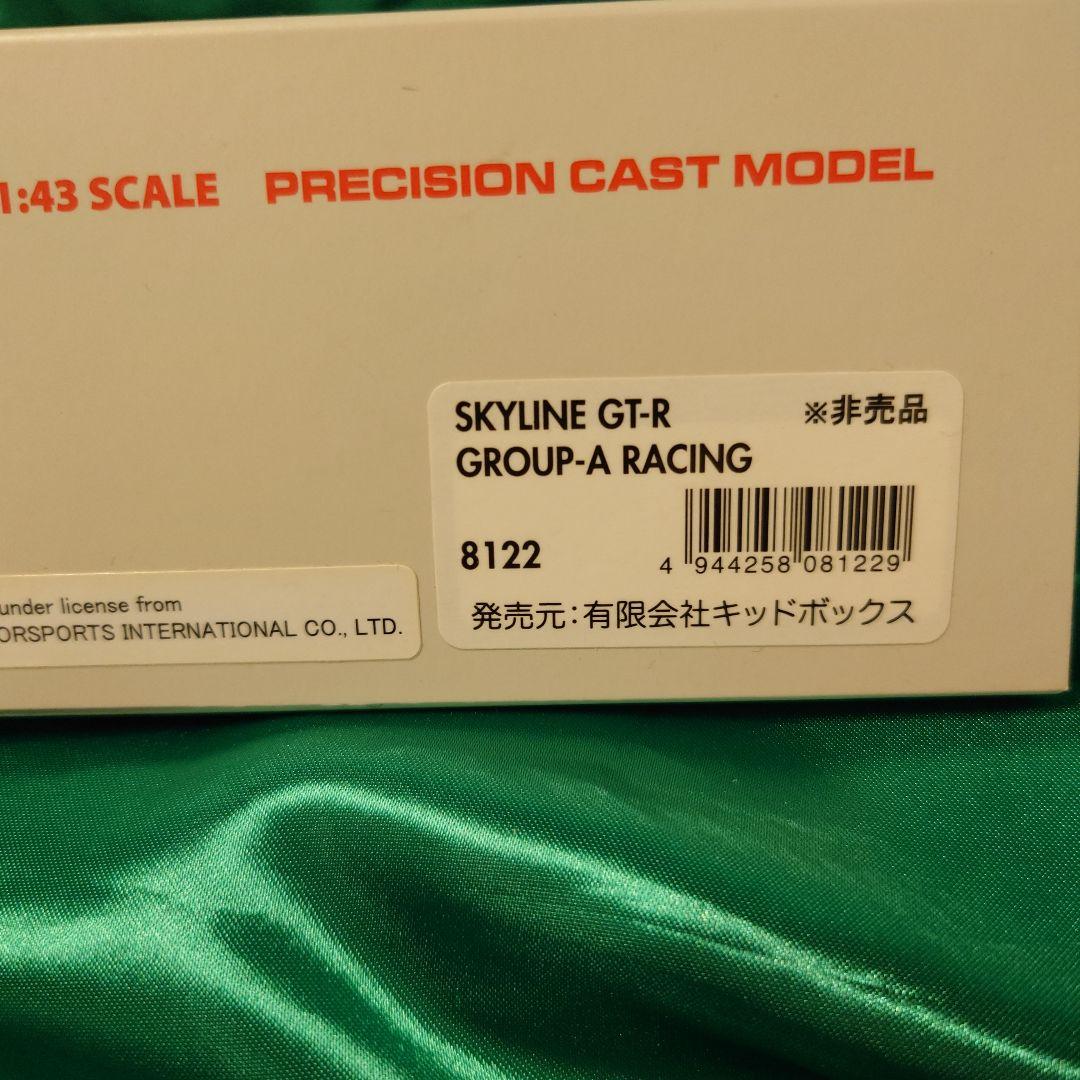 1:43 SCALE PRECISION CAST MODEL
SKYLINE GT-R ※非売品
GROUP-A RACING
8122
4 944258 081229
発売元:有限会社キッドボックス
under license from
ORSPORTS INTERNATIONAL CO., LTD.